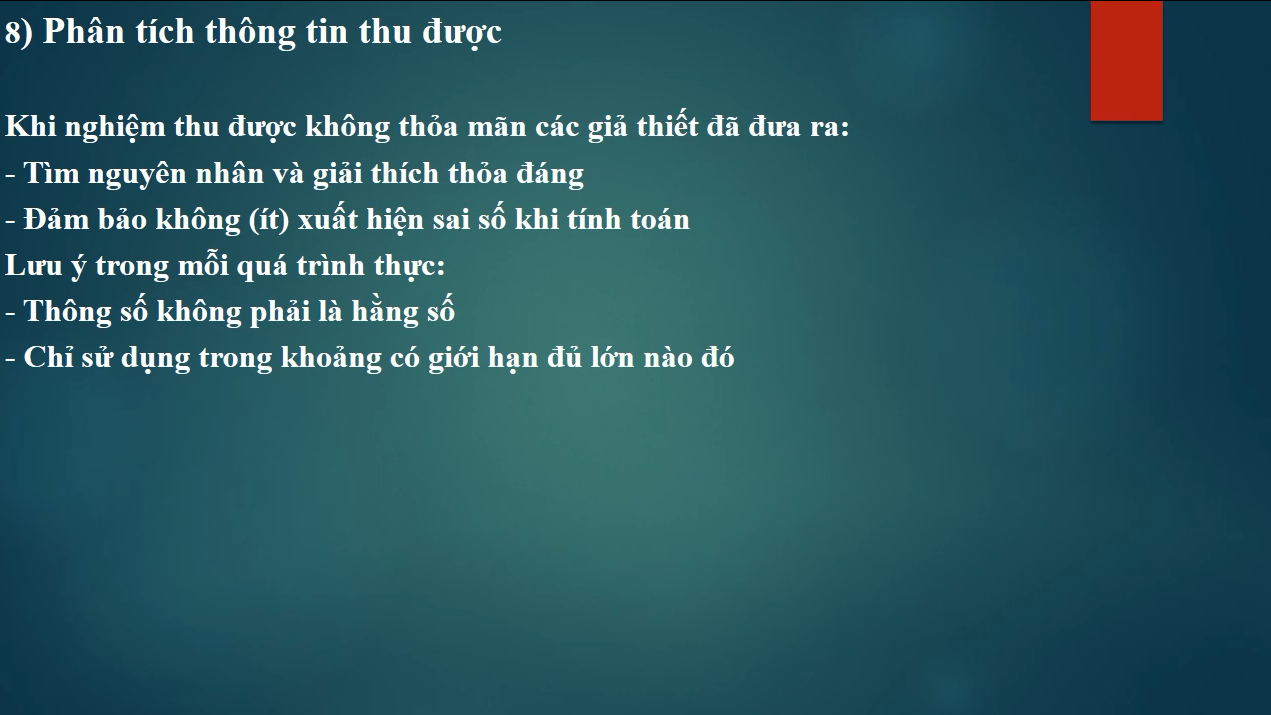 8) Phân tích thông tin thu được
Khi nghiệm thu được không thỏa mãn các giả thiết đã đưa ra:
- Tìm nguyên nhân và giải thích thỏa đáng
- Đảm bảo không (ít) xuất hiện sai số khi tính toán
Lưu ý trong mỗi quá trình thực:
- Thông số không phải là hằng số
- Chỉ sử dụng trong khoảng có giới hạn đủ lớn nào đó